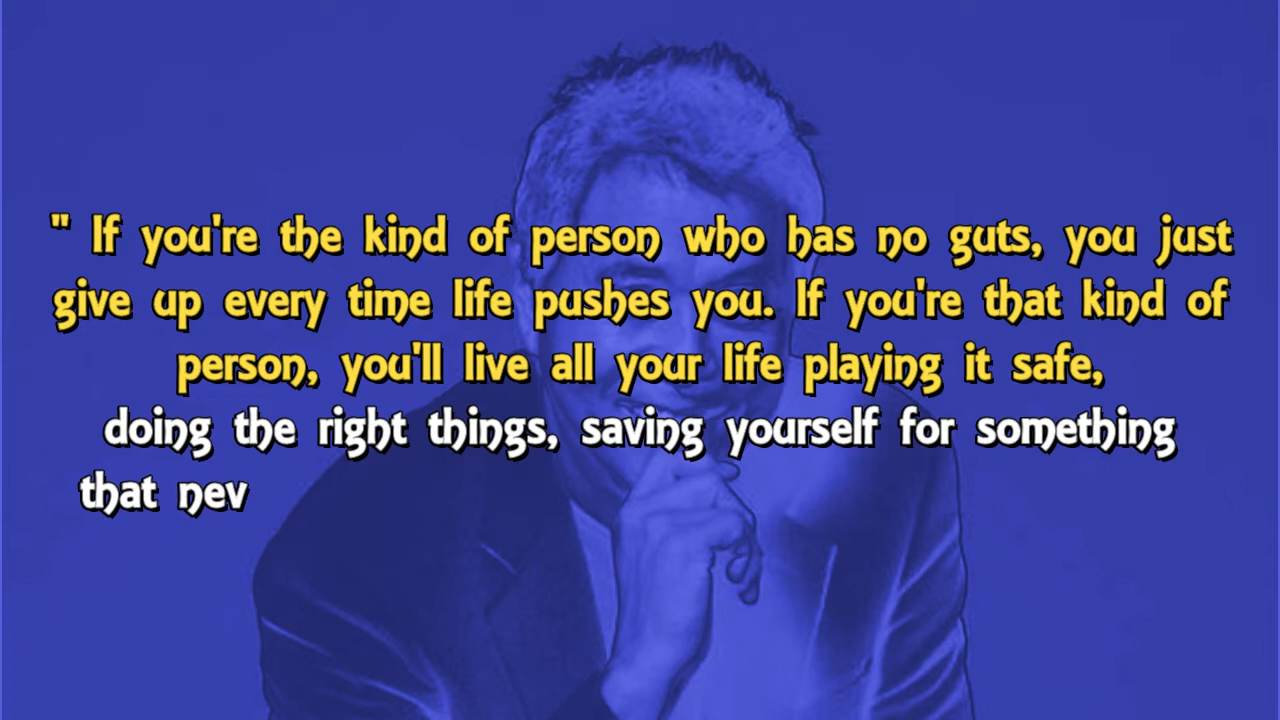 " If you're the kind of person who has no guts, you just
give up every time life pushes you. If you're that kind of
person, you'll live all your life playing it safe,
doing the right things, saving yourself for something
that nev